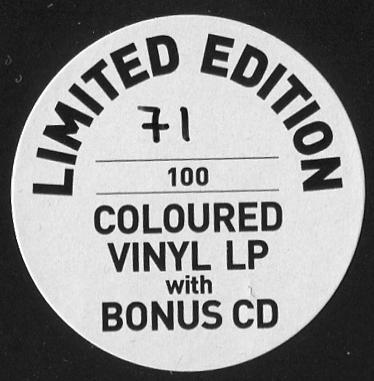 LIMITED EDITION
71
100
COLOURED
VINYL LP
with
BONUS CD